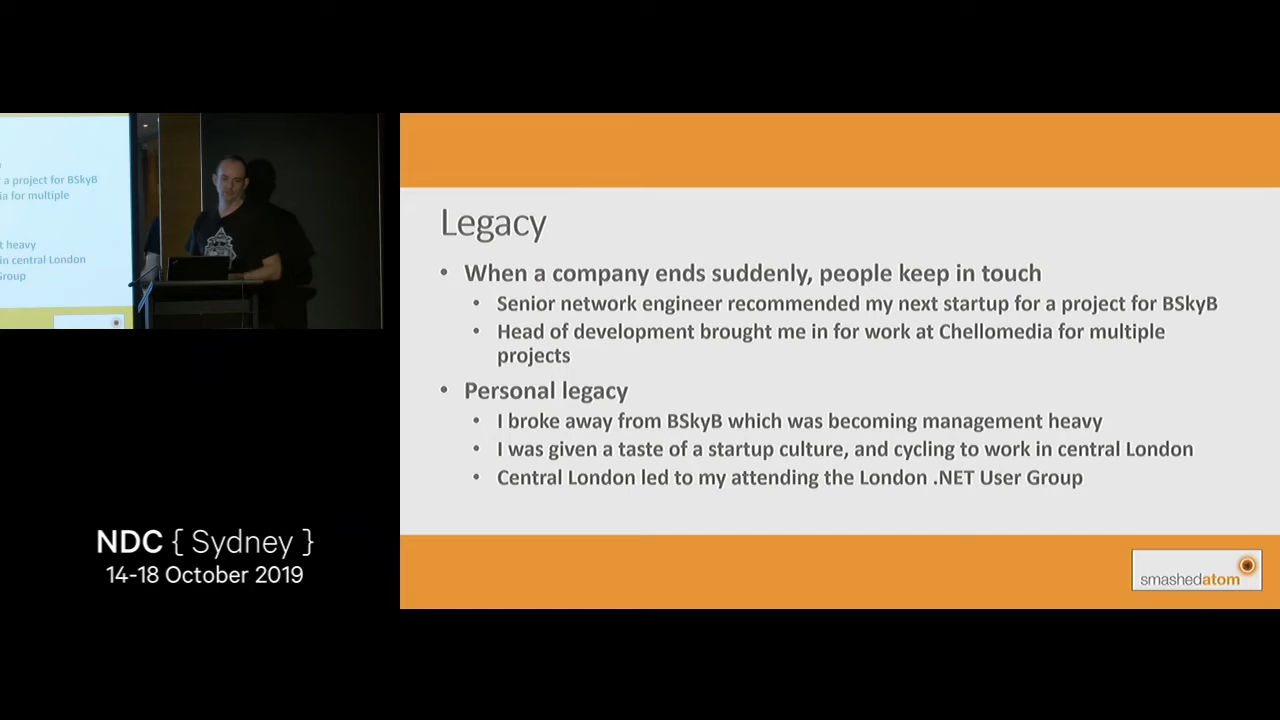 a project for BSkyB
ia for multiple
t heavy
in central London
Group
NDC { Sydney }
14-18 October 2019
Legacy
• When a company ends suddenly, people keep in touch
• Senior network engineer recommended my next startup for a project for BSkyB
• Head of development brought me in for work at Chellomedia for multiple
projects
• Personal legacy
• I broke away from BSkyB which was becoming management heavy
• I was given a taste of a startup culture, and cycling to work in central London
• Central London led to my attending the London .NET User Group
smashedatom